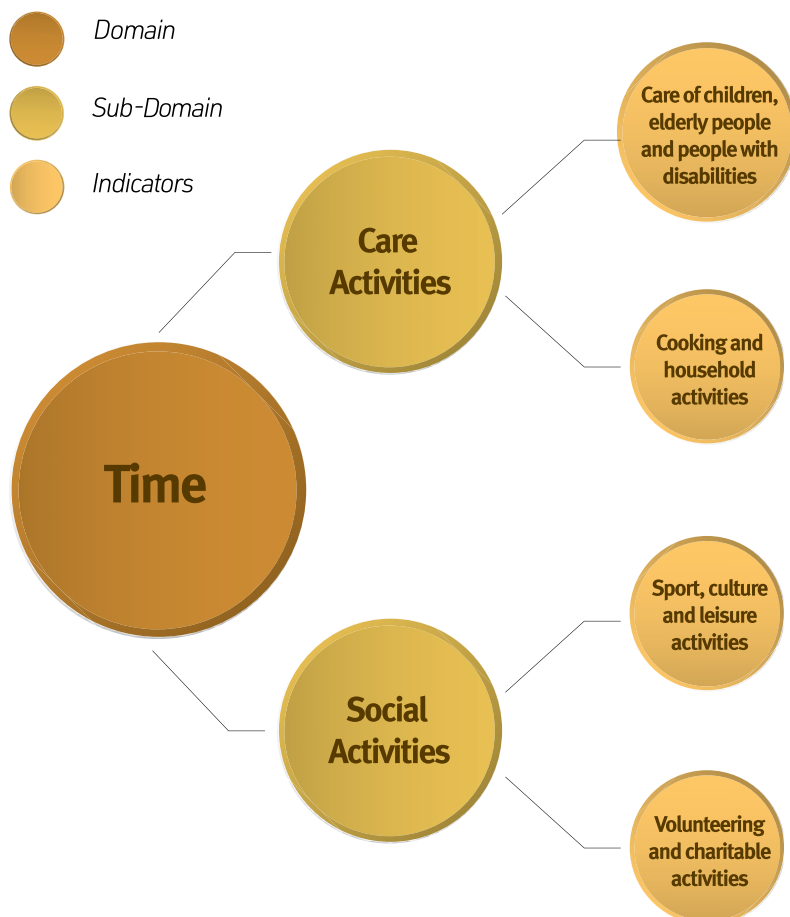 Domain
Sub-Domain
Indicators
Time
Care
Activities
Social
Activities
Care of children,
elderly people
and people with
disabilities
Cooking and
household
activities
Sport, culture
and leisure
activities
Volunteering
and charitable
activities